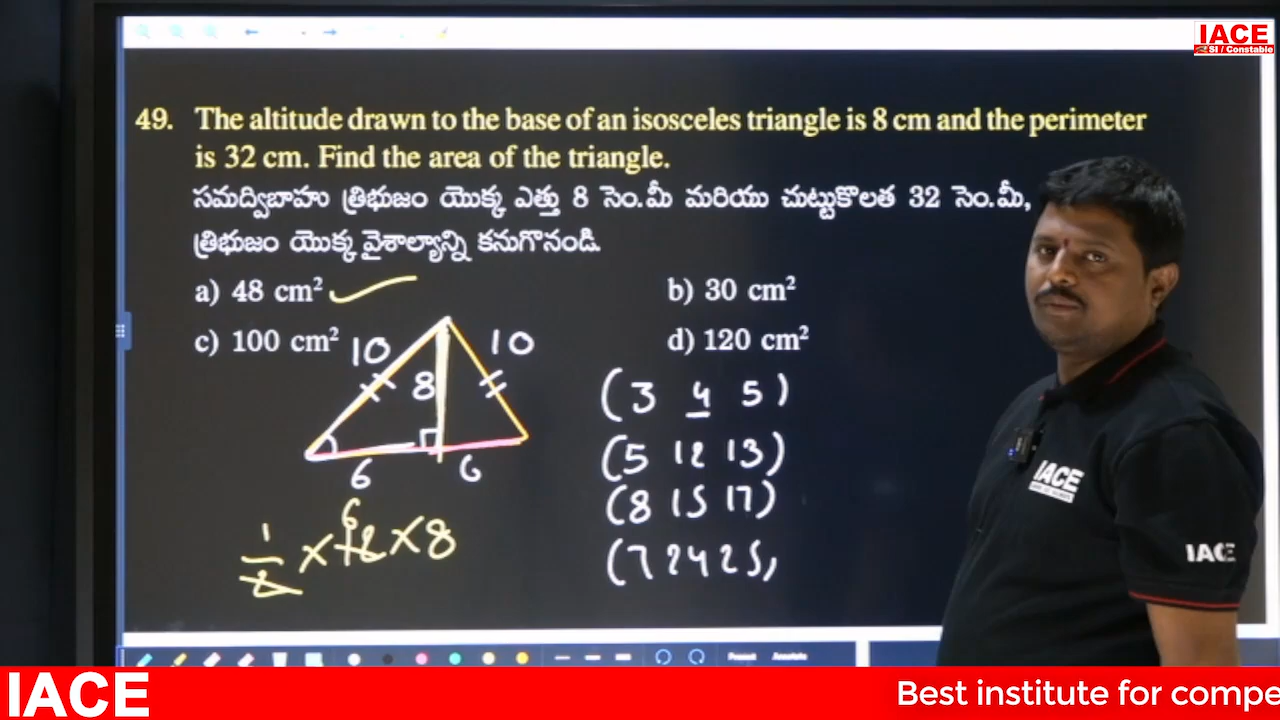 IACE
SI / Constable
49. The altitude drawn to the base of an isosceles triangle is 8 cm and the perimeter
is 32 cm. Find the area of the triangle.
సమద్విబాహు త్రిభుజం యొక్క ఎత్తు 8 సెం.మీ మరియు చుట్టుకొలత 32 సెం.మీ,
త్రిభుజం యొక్క వైశాల్యాన్ని కనుగొనండి.
a) 48 cm² b) 30 cm²
c) 100 cm² d) 120 cm²
10 10
8
6 6
(3 4 5)
(5 12 13)
(8 15 17)
(7 24 25,
6
1/2 × 12 × 8
IACE
IACE
Present Annotate
IACE
Best institute for compe